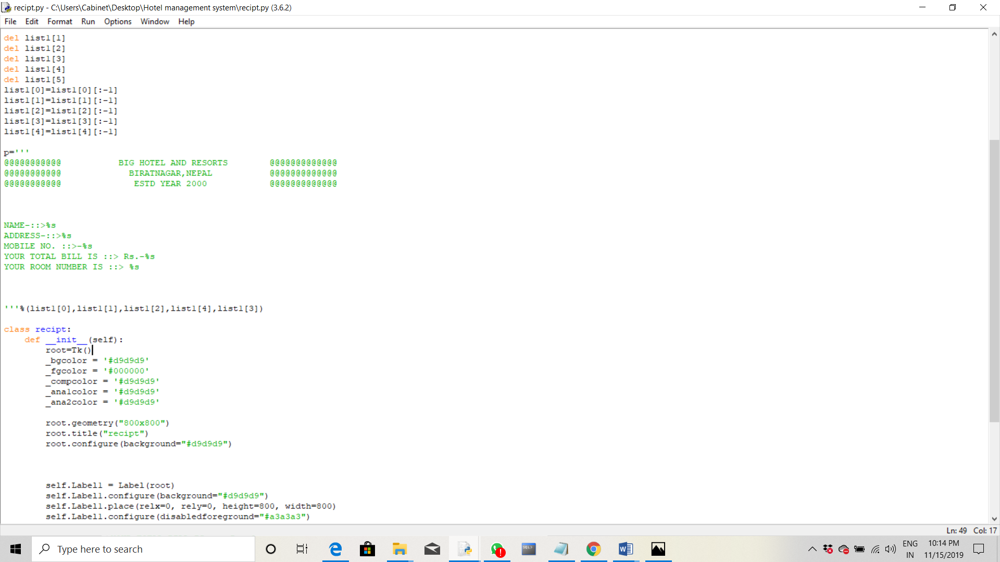 recipt.py - C:\Users\Cabinet\Desktop\Hotel management system\recipt.py (3.6.2)
File Edit Format Run Options Window Help
del list1[1]
del list1[2]
del list1[3]
del list1[4]
del list1[5]
list1[0]=list1[0][:-1]
list1[1]=list1[1][:-1]
list1[2]=list1[2][:-1]
list1[3]=list1[3][:-1]
list1[4]=list1[4][:-1]
p='''
@@@@@@@@@@@           BIG HOTEL AND RESORTS        @@@@@@@@@@@@@
@@@@@@@@@@@             BIRATNAGAR,NEPAL           @@@@@@@@@@@@@
@@@@@@@@@@@              ESTD YEAR 2000            @@@@@@@@@@@@@
NAME-::>%s
ADDRESS-::>%s
MOBILE NO. ::>-%s
YOUR TOTAL BILL IS ::> Rs.-%s
YOUR ROOM NUMBER IS ::> %s
'''%(list1[0],list1[1],list1[2],list1[4],list1[3])
class recipt:
    def __init__(self):
        root=Tk()
        _bgcolor = '#d9d9d9'
        _fgcolor = '#000000'
        _compcolor = '#d9d9d9'
        _ana1color = '#d9d9d9'
        _ana2color = '#d9d9d9'
        root.geometry("800x800")
        root.title("recipt")
        root.configure(background="#d9d9d9")
        self.Label1 = Label(root)
        self.Label1.configure(background="#d9d9d9")
        self.Label1.place(relx=0, rely=0, height=800, width=800)
        self.Label1.configure(disabledforeground="#a3a3a3")
Ln: 49 Col: 17
Type here to search
SQL>
ENG
IN
10:14 PM
11/15/2019